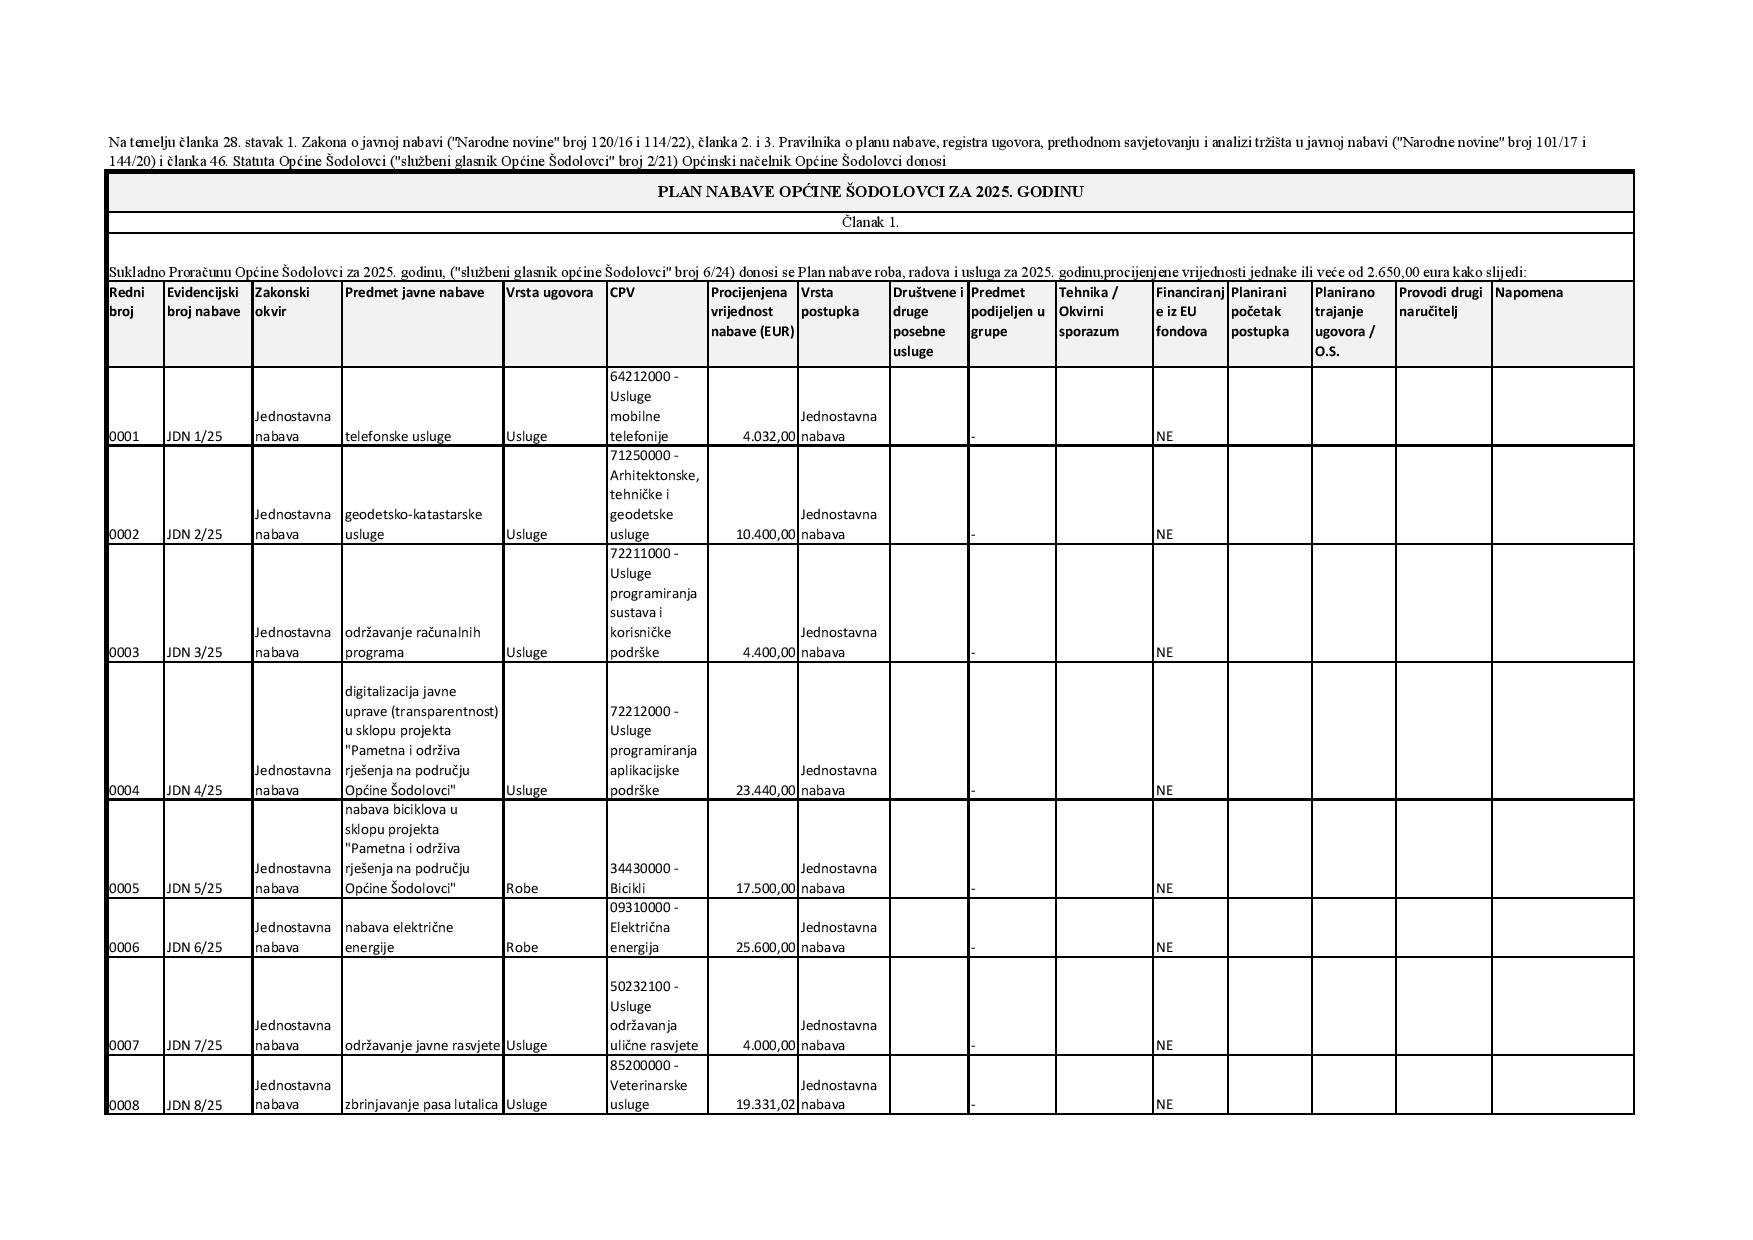 Na temelju članka 28. stavak 1. Zakona o javnoj nabavi ("Narodne novine" broj 120/16 i 114/22), članka 2. i 3. Pravilnika o planu nabave, registra ugovora, prethodnom savjetovanju i analizi tržišta u javnoj nabavi ("Narodne novine" broj 101/17 i
144/20) i članka 46. Statuta Općine Šodolovci ("službeni glasnik Općine Šodolovci" broj 2/21) Općinski načelnik Općine Šodolovci donosi
PLAN NABAVE OPĆINE ŠODOLOVCI ZA 2025. GODINU
Članak 1.
Sukladno Proračunu Općine Šodolovci za 2025. godinu, ("službeni glasnik općine Šodolovci" broj 6/24) donosi se Plan nabave roba, radova i usluga za 2025. godinu,procijenjene vrijednosti jednake ili veće od 2.650,00 eura kako slijedi:
Redni
broj
Evidencijski
broj nabave
Zakonski
okvir
Predmet javne nabave
Vrsta ugovora
CPV
Procijenjena
vrijednost
nabave (EUR)
Vrsta
postupka
Društvene i
druge
posebne
usluge
Predmet
podijeljen u
grupe
Tehnika /
Okvirni
sporazum
Financiranj
e iz EU
fondova
Planirani
početak
postupka
Planirano
trajanje
ugovora /
O.S.
Provodi drugi
naručitelj
Napomena
0001
JDN 1/25
Jednostavna
nabava
telefonske usluge
Usluge
64212000 -
Usluge
mobilne
telefonije
4.032,00
Jednostavna
nabava
-
NE
0002
JDN 2/25
Jednostavna
nabava
geodetsko-katastarske
usluge
Usluge
71250000 -
Arhitektonske,
tehničke i
geodetske
usluge
10.400,00
Jednostavna
nabava
-
NE
0003
JDN 3/25
Jednostavna
nabava
održavanje računalnih
programa
Usluge
72211000 -
Usluge
programiranja
sustava i
korisničke
podrške
4.400,00
Jednostavna
nabava
-
NE
0004
JDN 4/25
Jednostavna
nabava
digitalizacija javne
uprave (transparentnost)
u sklopu projekta
"Pametna i održiva
rješenja na području
Općine Šodolovci"
Usluge
72212000 -
Usluge
programiranja
aplikacijske
podrške
23.440,00
Jednostavna
nabava
-
NE
0005
JDN 5/25
Jednostavna
nabava
nabava biciklova u
sklopu projekta
"Pametna i održiva
rješenja na području
Općine Šodolovci"
Robe
34430000 -
Bicikli
17.500,00
Jednostavna
nabava
-
NE
0006
JDN 6/25
Jednostavna
nabava
nabava električne
energije
Robe
09310000 -
Električna
energija
25.600,00
Jednostavna
nabava
-
NE
0007
JDN 7/25
Jednostavna
nabava
održavanje javne rasvjete
Usluge
50232100 -
Usluge
održavanja
ulične rasvjete
4.000,00
Jednostavna
nabava
-
NE
0008
JDN 8/25
Jednostavna
nabava
zbrinjavanje pasa lutalica
Usluge
85200000 -
Veterinarske
usluge
19.331,02
Jednostavna
nabava
-
NE